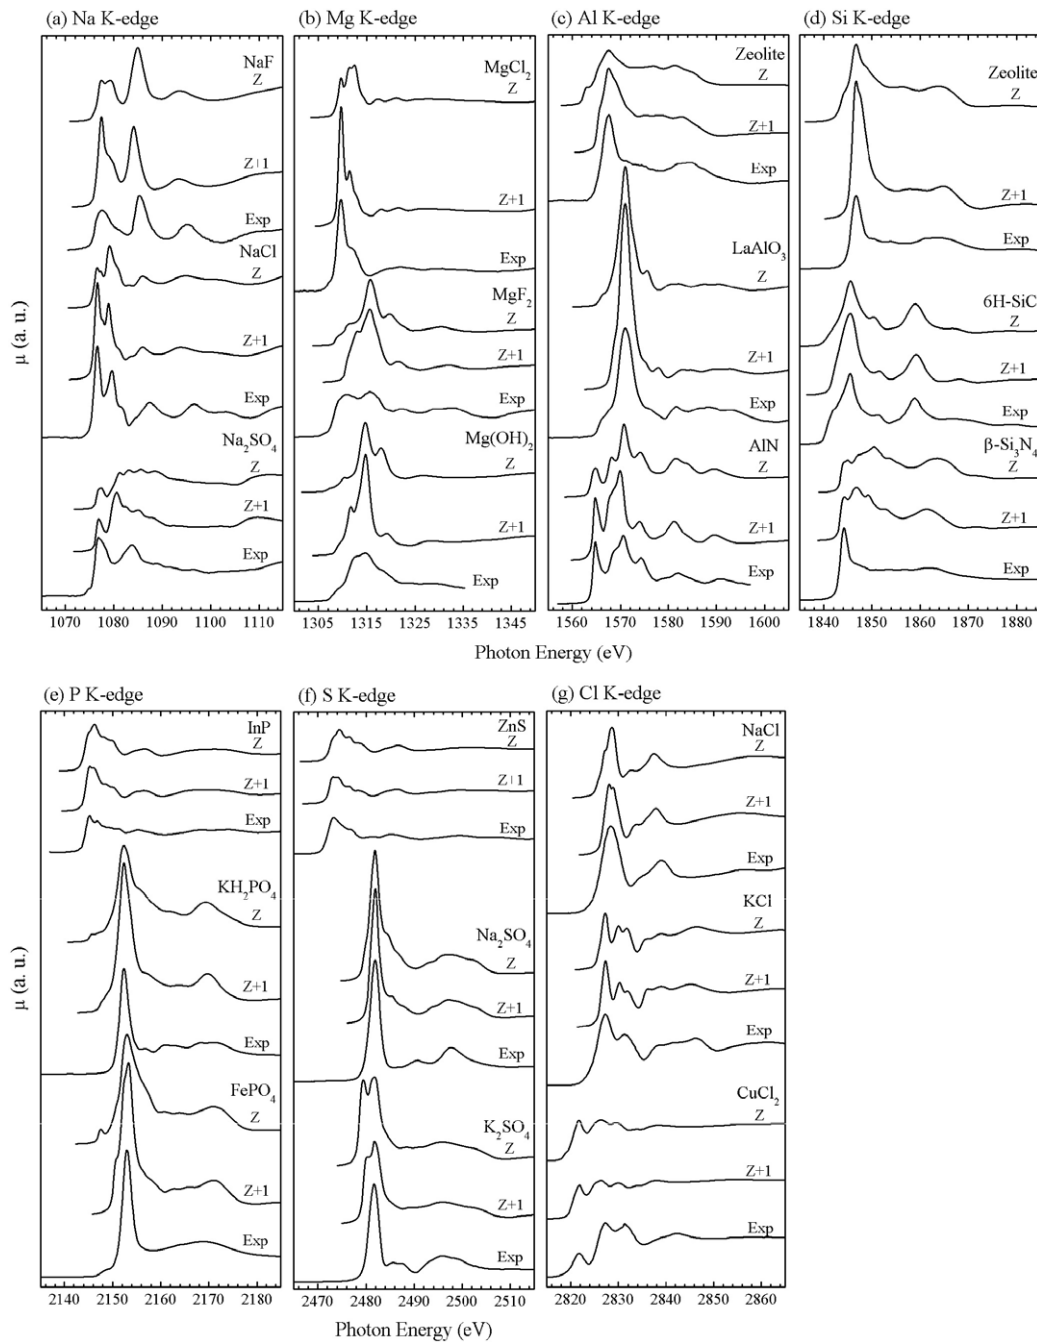 (a) Na K-edge
NaF
Z
Z+1
Exp
NaCl
Z
Z+1
Exp
Na₂SO₄
Z
Z+1
Exp
1070 1080 1090 1100 1110
(b) Mg K-edge
MgCl₂
Z
Z+1
Exp
MgF₂
Z
Z+1
Exp
Mg(OH)₂
Z
Z+1
Exp
1305 1315 1325 1335 1345
(c) Al K-edge
Zeolite
Z
Z+1
Exp
LaAlO₃
Z
Z+1
Exp
AlN
Z
Z+1
Exp
1560 1570 1580 1590 1600
(d) Si K-edge
Zeolite
Z
Z+1
Exp
6H-SiC
Z
Z+1
Exp
β-Si₃N₄
Z
Z+1
Exp
1840 1850 1860 1870 1880
μ (a. u.)
Photon Energy (eV)
(e) P K-edge
InP
Z
Z+1
Exp
KH₂PO₄
Z
Z+1
Exp
FePO₄
Z
Z+1
Exp
2140 2150 2160 2170 2180
(f) S K-edge
ZnS
Z
Z+1
Exp
Na₂SO₄
Z
Z+1
Exp
K₂SO₄
Z
Z+1
Exp
2470 2480 2490 2500 2510
(g) Cl K-edge
NaCl
Z
Z+1
Exp
KCl
Z
Z+1
Exp
CuCl₂
Z
Z+1
Exp
2820 2830 2840 2850 2860
μ (a. u.)
Photon Energy (eV)